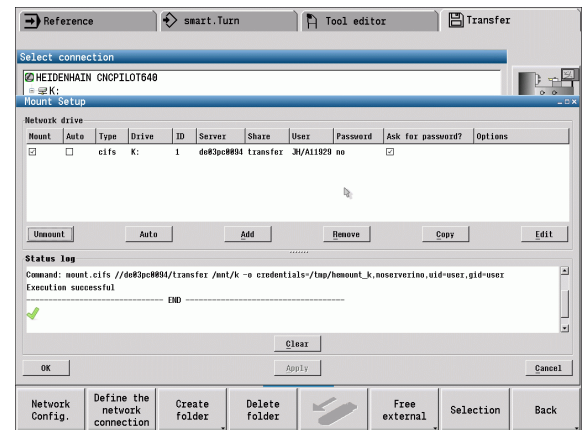 Reference
smart.Turn
Tool editor
Transfer
Select connection
HEIDENHAIN CNCPILOT640
K:
Mount Setup
Network drive
Mount Auto Type Drive ID Server Share User Password Ask for password? Options
cifs K: 1 de03pc0094 transfer JH/A11929 no
Unmount Auto Add Remove Copy Edit
Status log
Command: mount.cifs //de03pc0094/transfer /mnt/k -o credentials=/tmp/hemount_k,noserverino,uid=user,gid=user
Execution successful
------------------------------ END ----------------------------------
Clear
OK Apply Cancel
Network Config.
Define the network connection
Create folder
Delete folder
Free external
Selection
Back